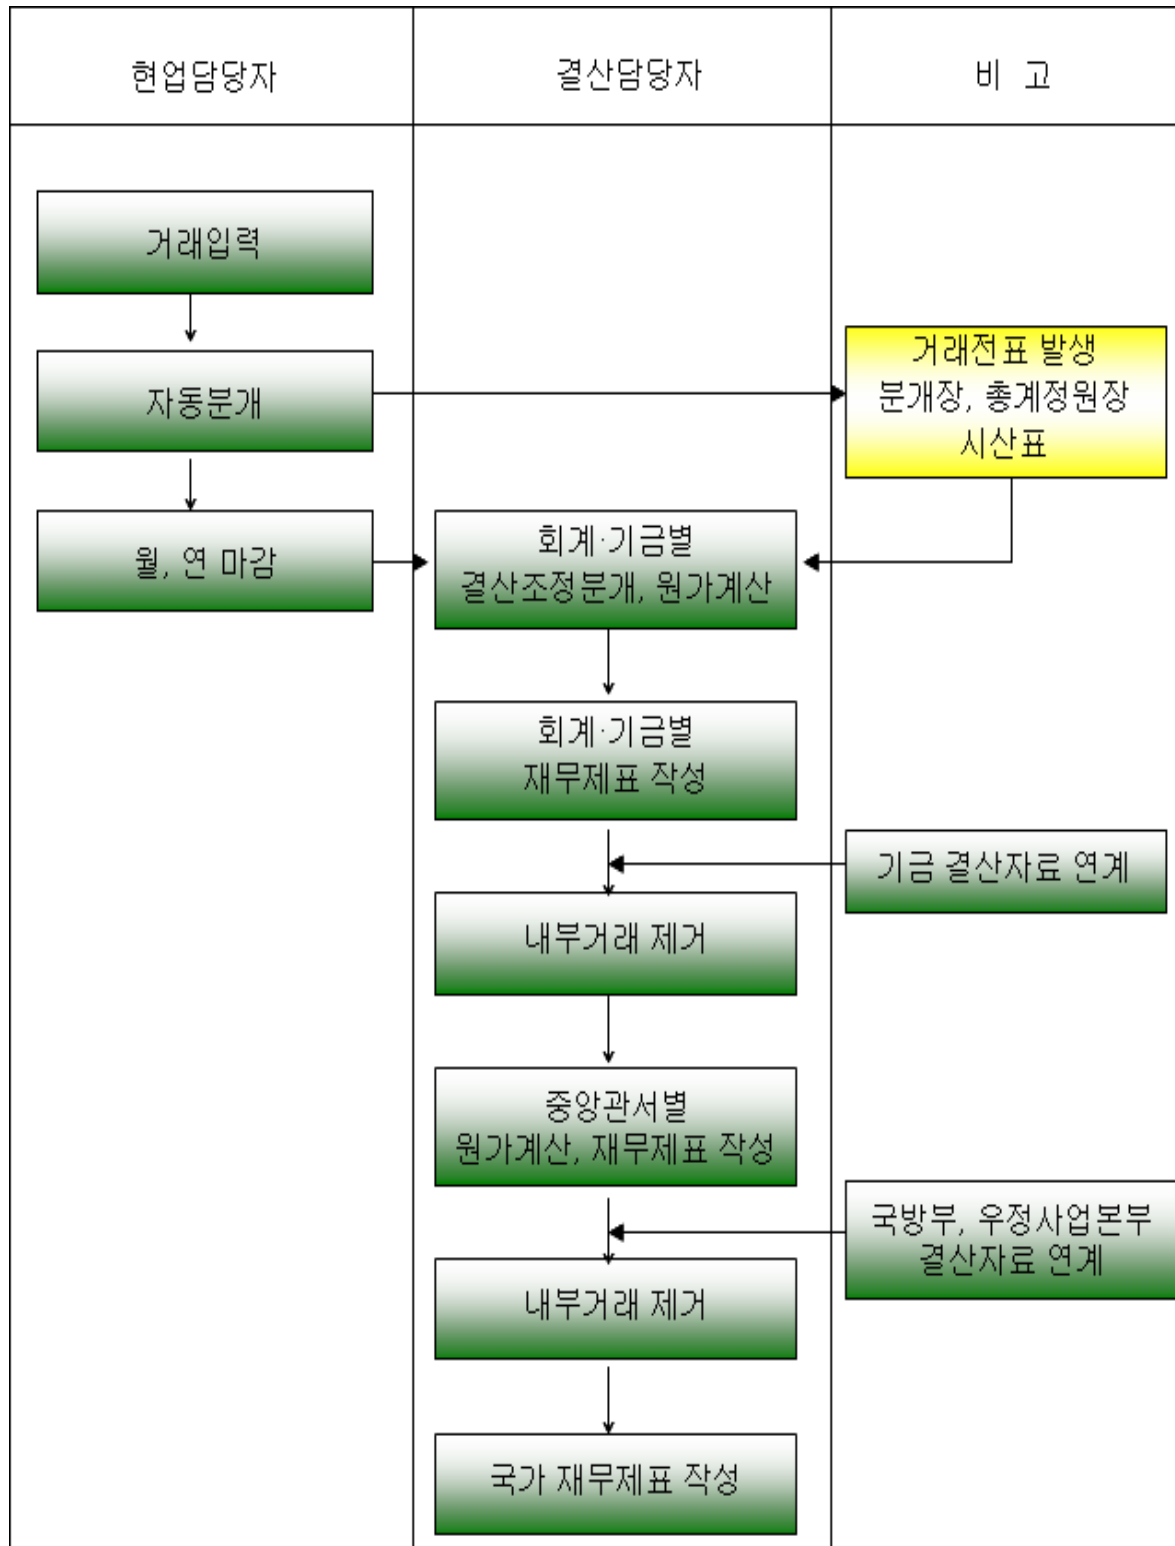 현업담당자
결산담당자
비 고
거래입력
자동분개
거래전표 발생
분개장, 총계정원장
시산표
월, 연 마감
회계·기금별
결산조정분개, 원가계산
회계·기금별
재무제표 작성
기금 결산자료 연계
내부거래 제거
중앙관서별
원가계산, 재무제표 작성
국방부, 우정사업본부
결산자료 연계
내부거래 제거
국가 재무제표 작성